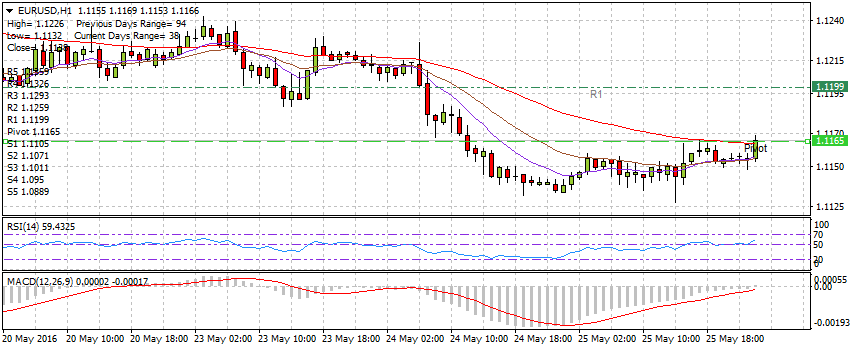 EURUSD,H1 1.1155 1.1169 1.1153 1.1166
High= 1.1226 Previous Days Range= 94
Low= 1.1132 Current Days Range= 38
Close= 1.1138
R3 1.1293
R2 1.1259
R1 1.1199
Pivot 1.1165
S1 1.1105
S2 1.1071
S3 1.1011
S4 1.095
S5 1.0889
R1
Pivot
1.1240
1.1215
1.1199
1.1195
1.1170
1.1165
1.1150
1.1125
RSI(14) 59.4325
100
70
50
20
0
MACD(12,26,9) 0.00002 -0.00017
0.00055
0.00
-0.00193
20 May 2016 20 May 10:00 20 May 18:00 23 May 02:00 23 May 10:00 23 May 18:00 24 May 02:00 24 May 10:00 24 May 18:00 25 May 02:00 25 May 10:00 25 May 18:00